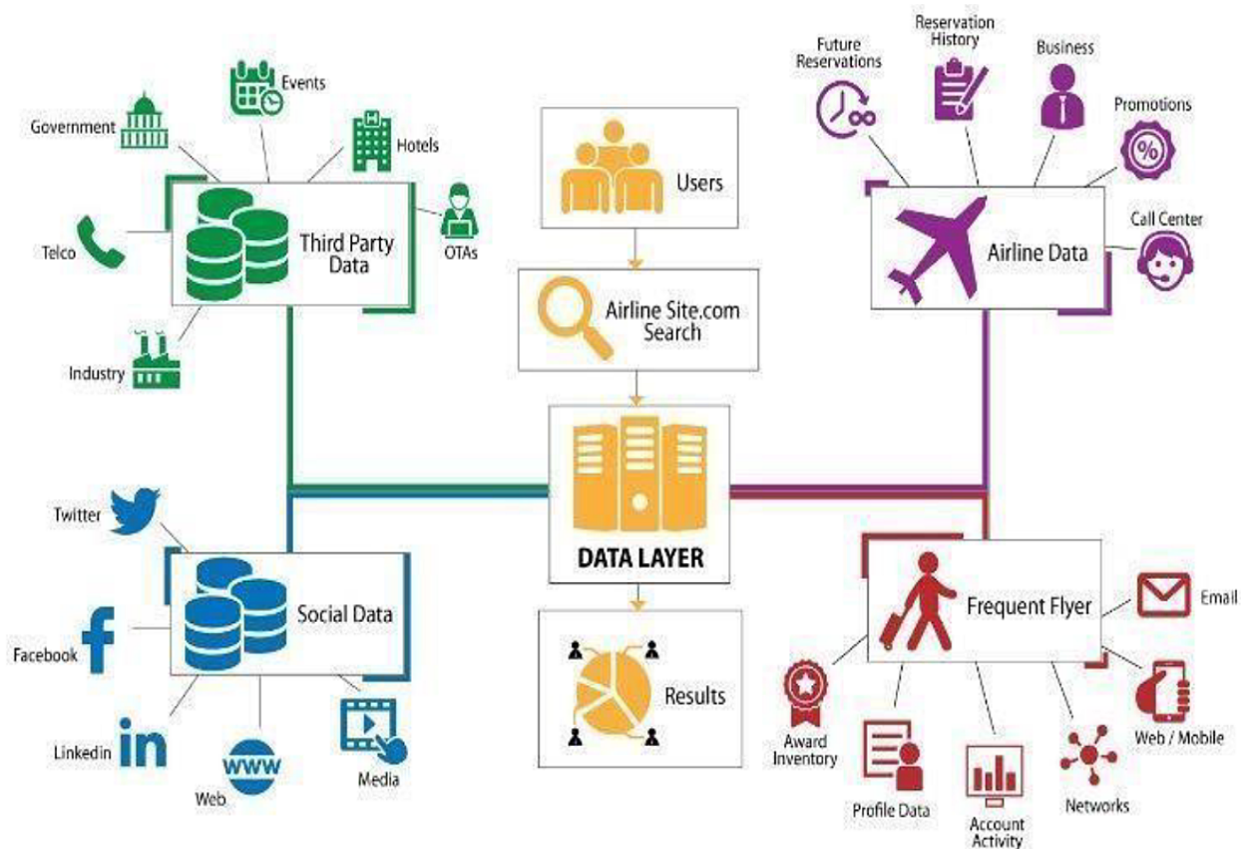 Government
Events
Hotels
Telco
Third Party
Data
OTAs
Industry
Users
Airline Site.com
Search
DATA LAYER
Results
Future
Reservations
Reservation
History
Business
Promotions
%
Airline Data
Call Center
Twitter
Social Data
Facebook
f
Linkedin
in
Web
www
Media
Frequent Flyer
Email
Award
Inventory
Profile Data
Account
Activity
Networks
Web / Mobile
H